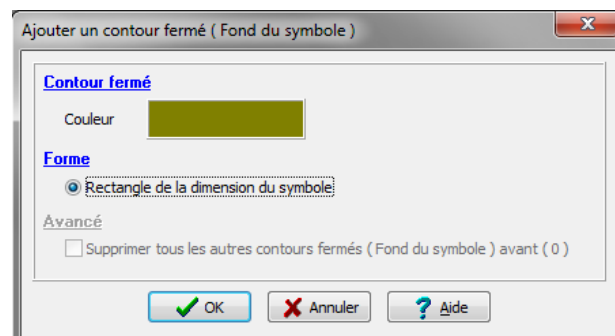 Ajouter un contour fermé ( Fond du symbole )
Contour fermé
Couleur
Forme
Rectangle de la dimension du symbole
Avancé
Supprimer tous les autres contours fermés ( Fond du symbole ) avant ( 0 )
OK
Annuler
Aide